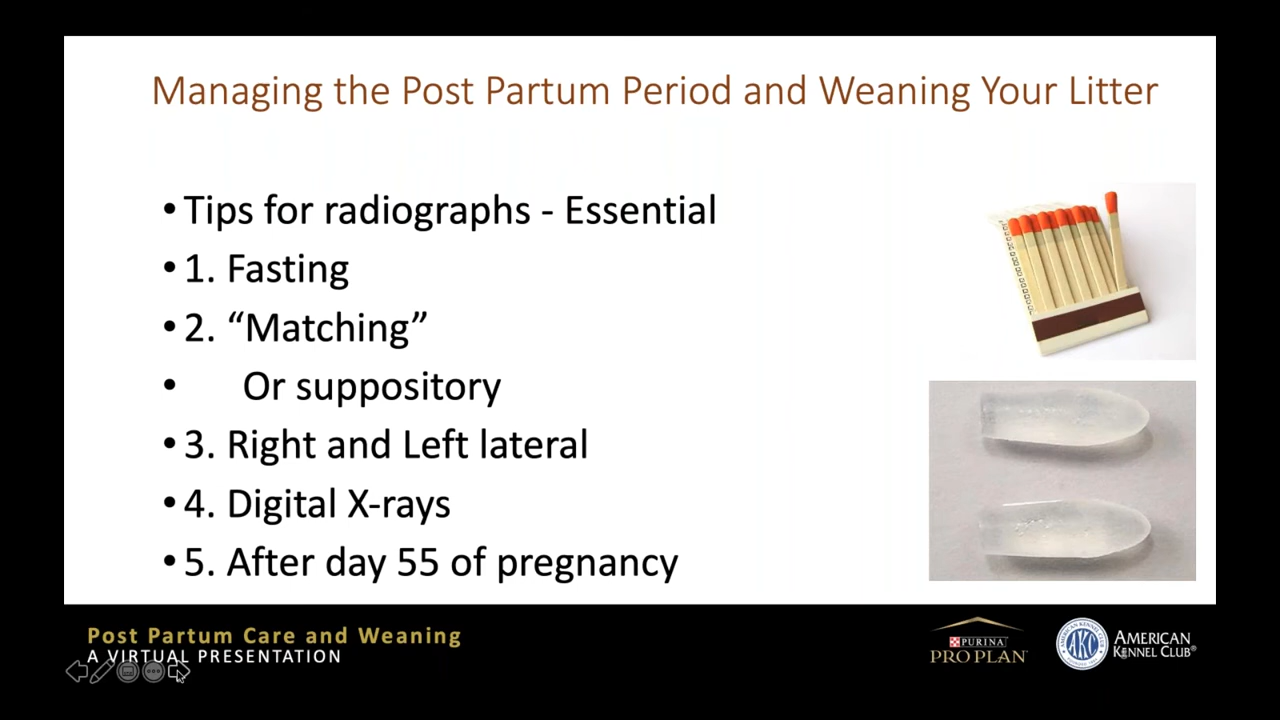 Managing the Post Partum Period and Weaning Your Litter
• Tips for radiographs - Essential
• 1. Fasting
• 2. “Matching”
• Or suppository
• 3. Right and Left lateral
• 4. Digital X-rays
• 5. After day 55 of pregnancy
Post Partum Care and Weaning
A VIRTUAL PRESENTATION
PURINA
PRO PLAN
AKC
AMERICAN
KENNEL CLUB®